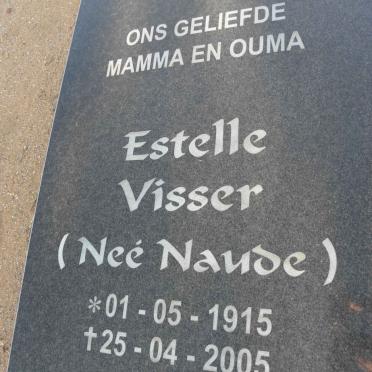 ONS GELIEFDE
MAMMA EN OUMA
Estelle
Visser
( Neé Naude )
*01 - 05 - 1915
†25 - 04 - 2005